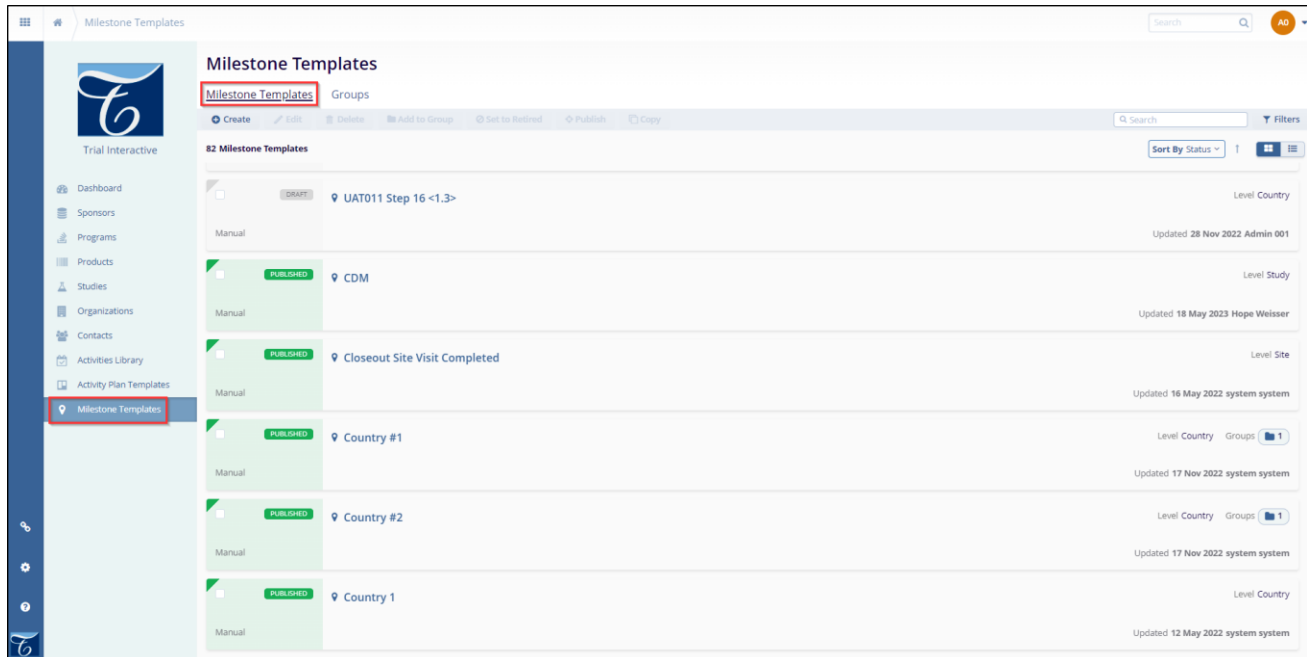 Milestone Templates
Search
A0
Trial Interactive
Dashboard
Sponsors
Programs
Products
Studies
Organizations
Contacts
Activities Library
Activity Plan Templates
Milestone Templates
Milestone Templates
Milestone Templates Groups
Create Edit Delete Add to Group Set to Retired Publish Copy Search Filters
82 Milestone Templates Sort By Status
DRAFT UAT011 Step 16 <1.3> Level Country
Manual Updated 28 Nov 2022 Admin 001
PUBLISHED CDM Level Study
Manual Updated 18 May 2023 Hope Weisser
PUBLISHED Closeout Site Visit Completed Level Site
Manual Updated 16 May 2022 system system
PUBLISHED Country #1 Level Country Groups 1
Manual Updated 17 Nov 2022 system system
PUBLISHED Country #2 Level Country Groups 1
Manual Updated 17 Nov 2022 system system
PUBLISHED Country 1 Level Country
Manual Updated 12 May 2022 system system